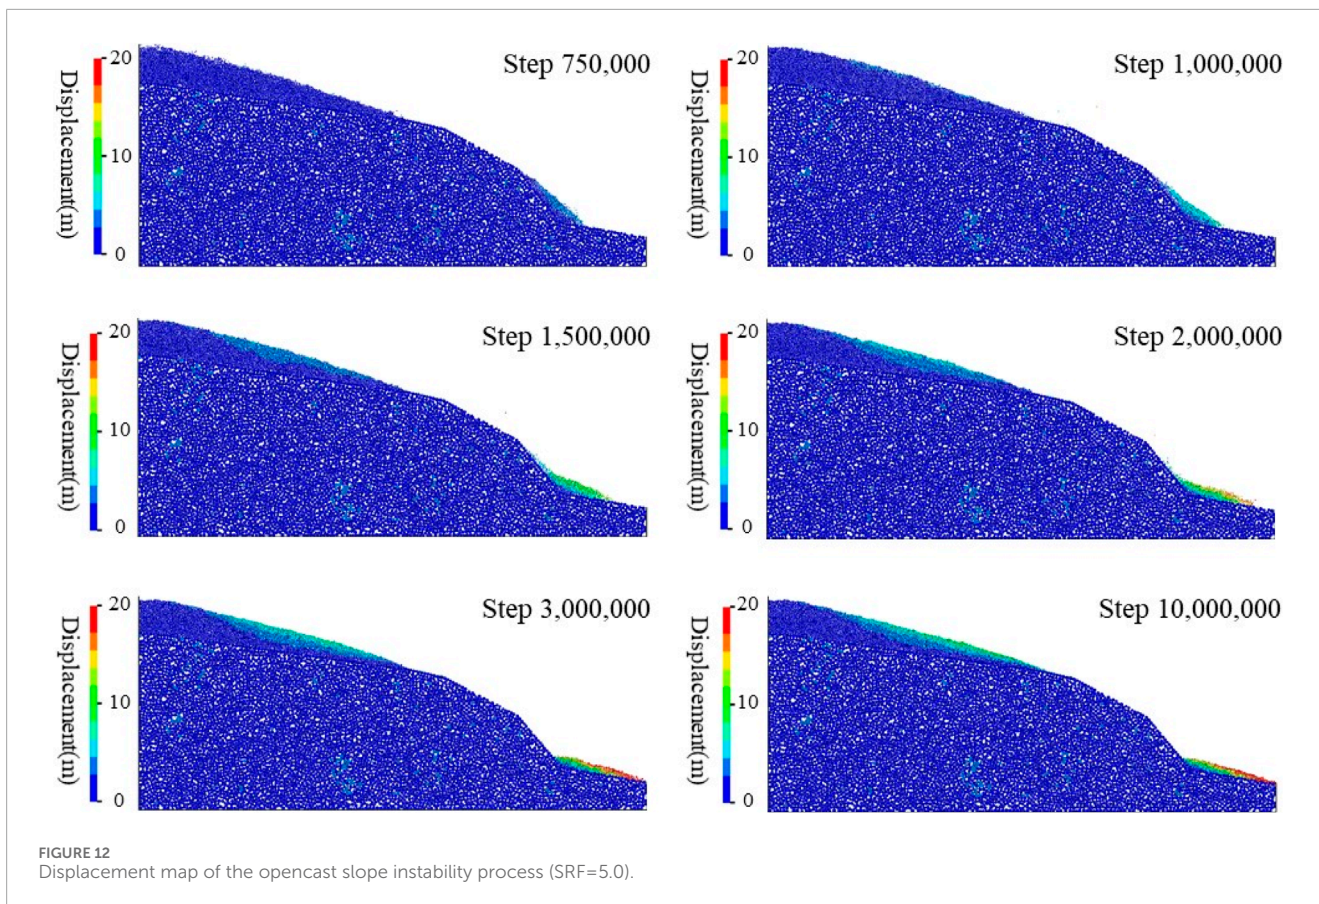 20
10
0
Displacement(m)
Step 750,000
20
10
0
Displacement(m)
Step 1,000,000
20
10
0
Displacement(m)
Step 1,500,000
20
10
0
Displacement(m)
Step 2,000,000
20
10
0
Displacement(m)
Step 3,000,000
20
10
0
Displacement(m)
Step 10,000,000
FIGURE 12
Displacement map of the opencast slope instability process (SRF=5.0).